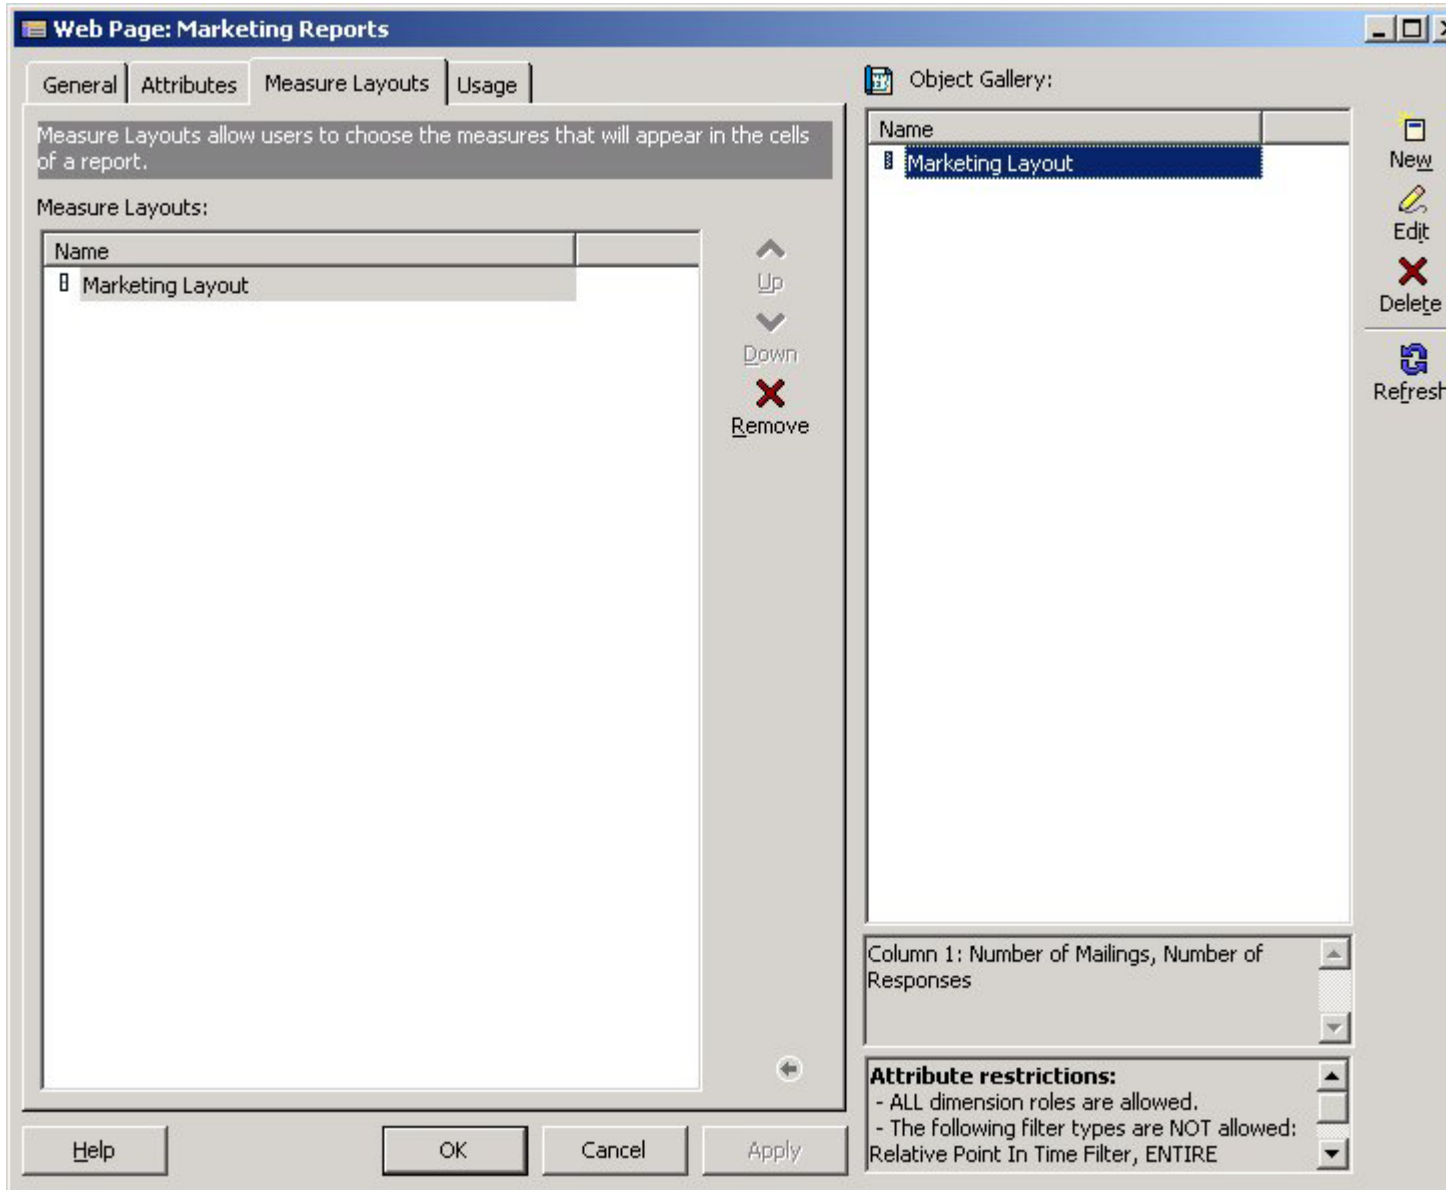 Web Page: Marketing Reports
General
Attributes
Measure Layouts
Usage
Measure Layouts allow users to choose the measures that will appear in the cells
of a report.
Measure Layouts:
Name
Marketing Layout
Up
Down
Remove
Help
OK
Cancel
Apply
Object Gallery:
Name
Marketing Layout
New
Edit
Delete
Refresh
Column 1: Number of Mailings, Number of
Responses
Attribute restrictions:
- ALL dimension roles are allowed.
- The following filter types are NOT allowed:
Relative Point In Time Filter, ENTIRE